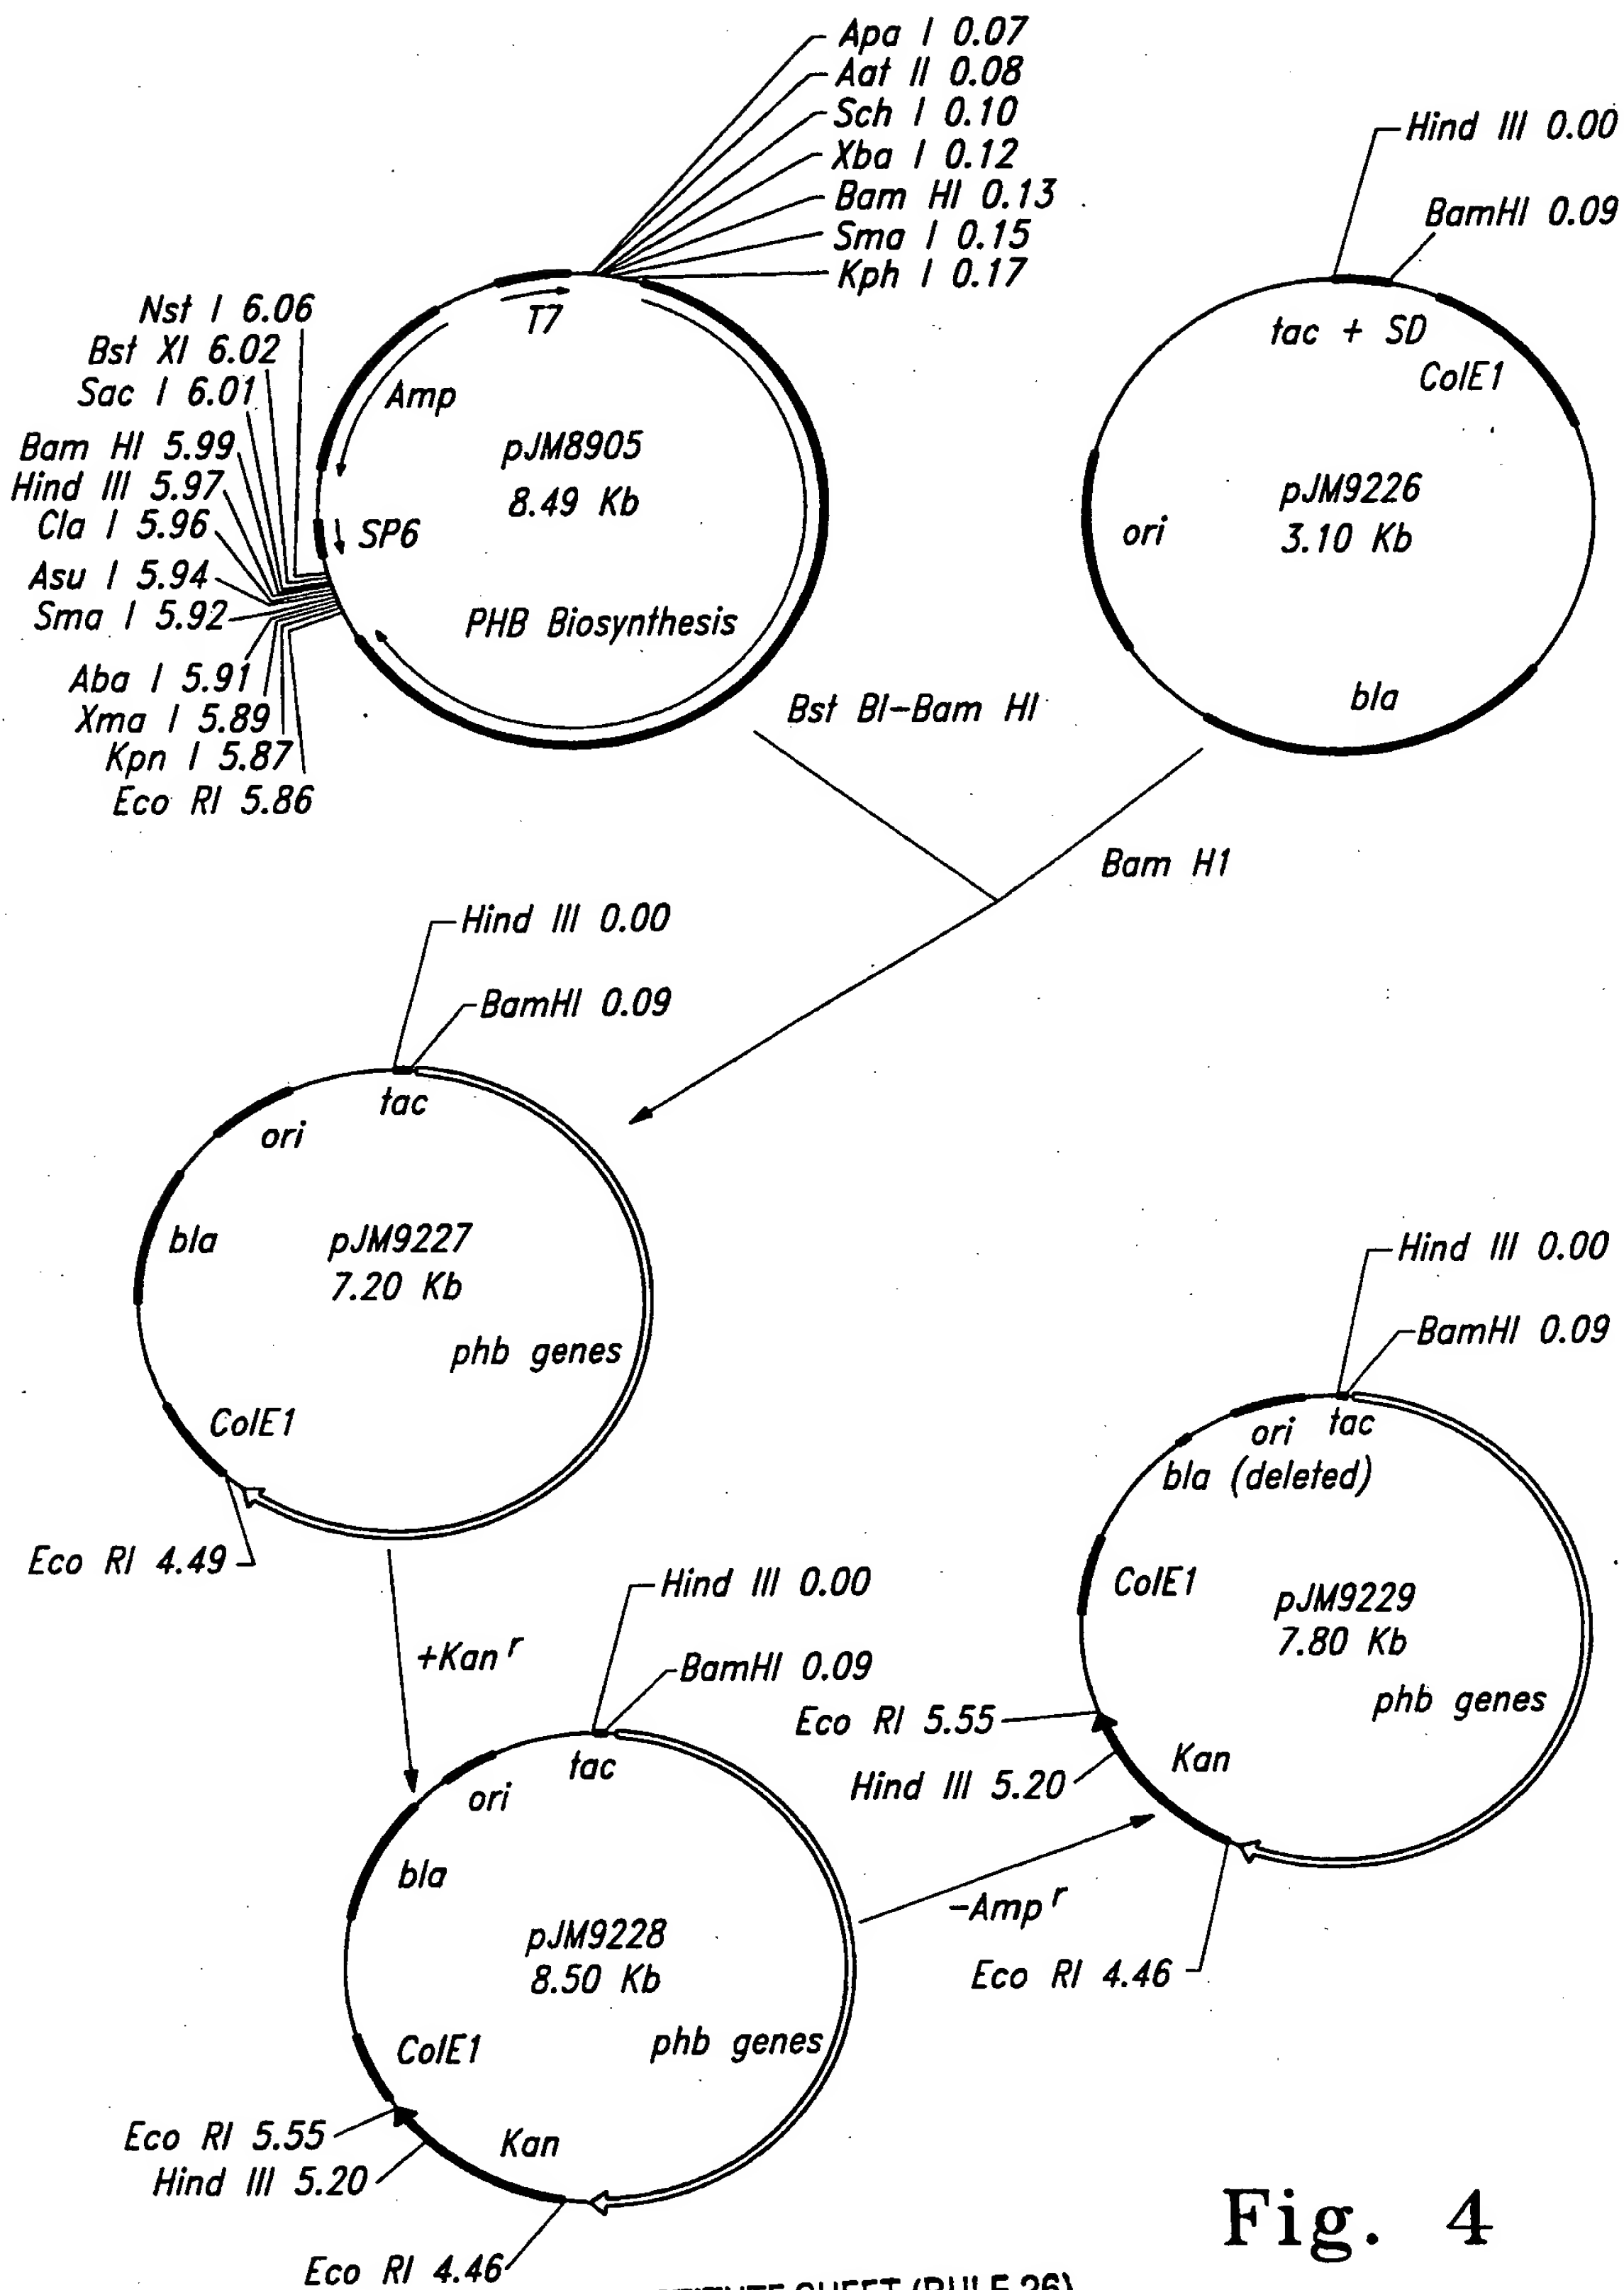 Apa I 0.07
Aat II 0.08
Sch I 0.10
Xba I 0.12
Bam HI 0.13
Sma I 0.15
Kph I 0.17
Nst I 6.06
Bst XI 6.02
Sac I 6.01
Bam HI 5.99
Hind III 5.97
Cla I 5.96
Asu I 5.94
Sma I 5.92
Aba I 5.91
Xma I 5.89
Kpn I 5.87
Eco RI 5.86
T7
Amp
SP6
pJM8905
8.49 Kb
PHB Biosynthesis
Hind III 0.00
BamHI 0.09
tac + SD
ColE1
pJM9226
3.10 Kb
ori
bla
Bst BI-Bam HI
Bam H1
Hind III 0.00
BamHI 0.09
tac
ori
bla
pJM9227
7.20 Kb
phb genes
ColE1
Eco RI 4.49
+Kan r
Hind III 0.00
BamHI 0.09
tac
ori
bla
pJM9228
8.50 Kb
phb genes
ColE1
Eco RI 5.55
Hind III 5.20
Kan
Eco RI 4.46
-Amp r
Hind III 0.00
BamHI 0.09
tac
ori
bla (deleted)
ColE1
pJM9229
7.80 Kb
phb genes
Eco RI 5.55
Hind III 5.20
Kan
Eco RI 4.46
Fig. 4
SHEET (RULE 26)